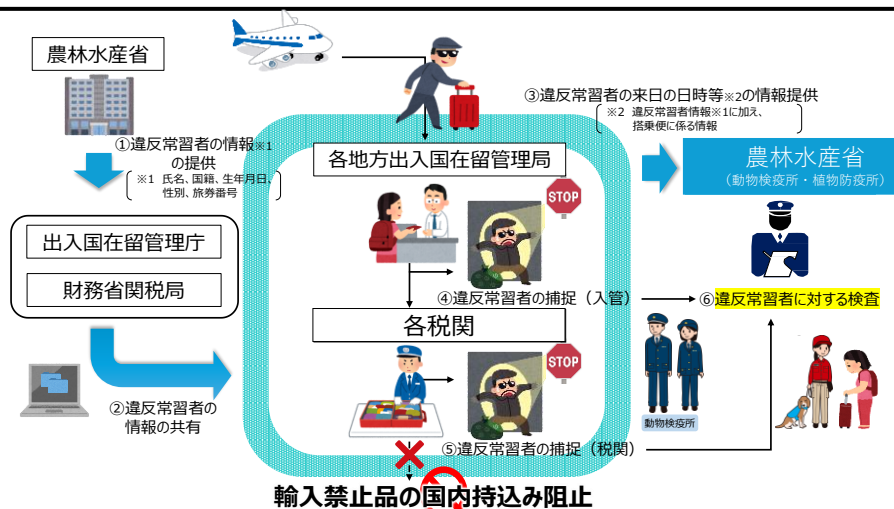 農林水産省
①違反常習者の情報※1
の提供
※1 氏名、国籍、生年月日、
性別、旅券番号
出入国在留管理庁
財務省関税局
②違反常習者の
情報の共有
各地方出入国在留管理局
STOP
④違反常習者の捕捉（入管）
各税関
STOP
⑤違反常習者の捕捉（税関）
輸入禁止品の国内持込み阻止
③違反常習者の来日の日時等※2の情報提供
※2 違反常習者情報※1に加え、
搭乗便に係る情報
農林水産省
（動物検疫所・植物防疫所）
⑥違反常習者に対する検査
動物検疫所